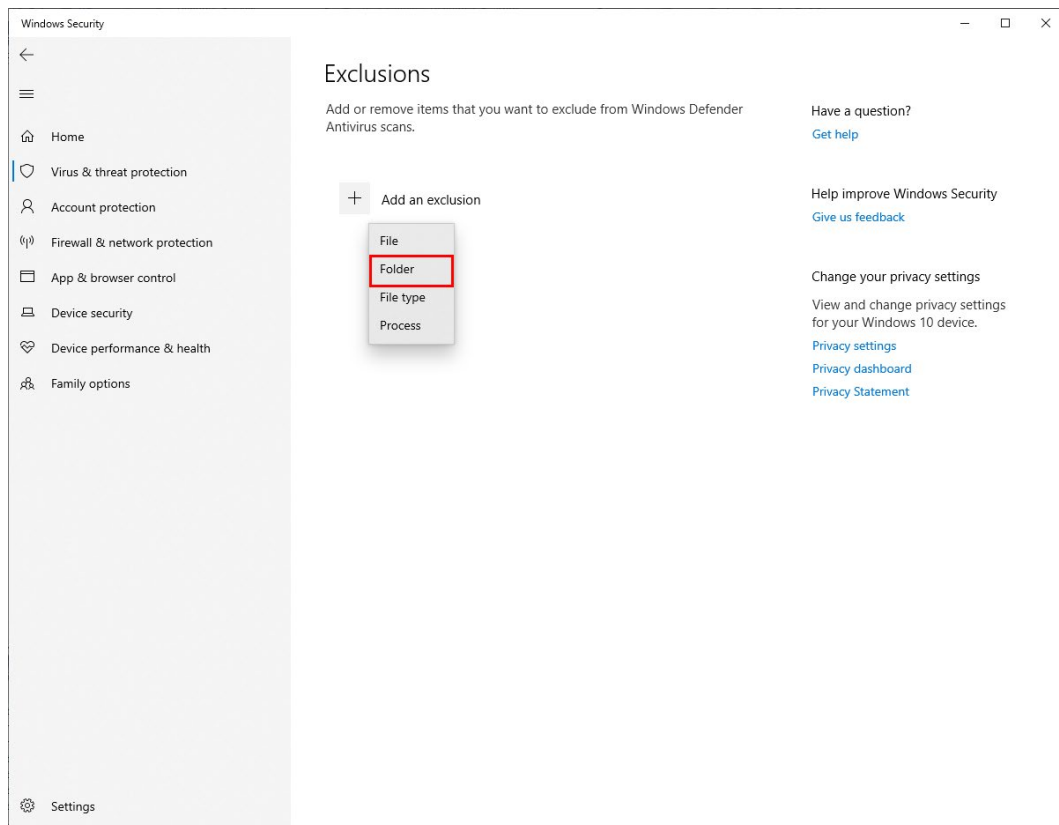 Windows Security
Home
Virus & threat protection
Account protection
Firewall & network protection
App & browser control
Device security
Device performance & health
Family options
Settings
Exclusions
Add or remove items that you want to exclude from Windows Defender
Antivirus scans.
Add an exclusion
File
Folder
File type
Process
Have a question?
Get help
Help improve Windows Security
Give us feedback
Change your privacy settings
View and change privacy settings
for your Windows 10 device.
Privacy settings
Privacy dashboard
Privacy Statement